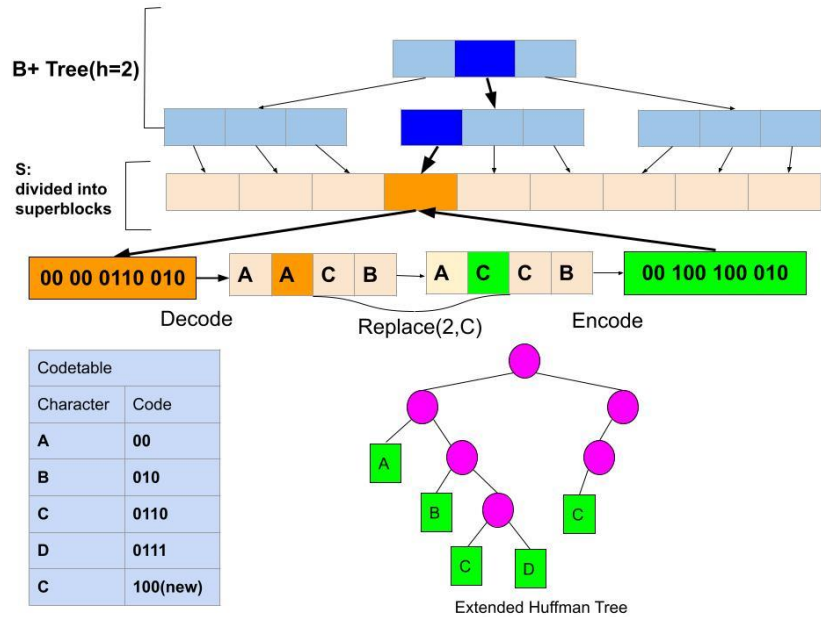 B+ Tree(h=2)
S:
divided into
superblocks
00 00 0110 010
A A C B
A C C B
00 100 100 010
Decode
Replace(2,C)
Encode
Codetable
Character Code
A 00
B 010
C 0110
D 0111
C 100(new)
A
B
C
C
D
Extended Huffman Tree